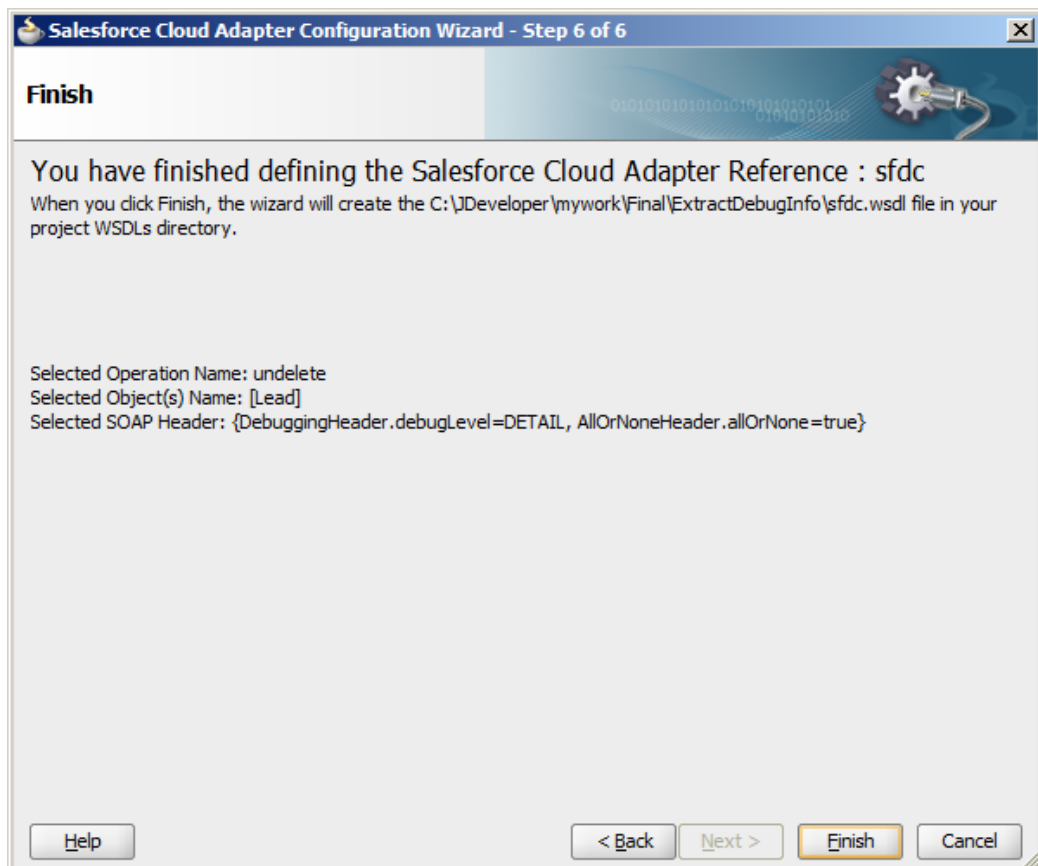 Salesforce Cloud Adapter Configuration Wizard - Step 6 of 6
Finish
010101010101010101010101
01010101010
You have finished defining the Salesforce Cloud Adapter Reference : sfdc
When you click Finish, the wizard will create the C:\JDeveloper\mywork\Final\ExtractDebugInfo\sfdc.wsdl file in your
project WSDLs directory.
Selected Operation Name: undelete
Selected Object(s) Name: [Lead]
Selected SOAP Header: {DebuggingHeader.debugLevel=DETAIL, AllOrNoneHeader.allOrNone=true}
Help
< Back
Next >
Finish
Cancel